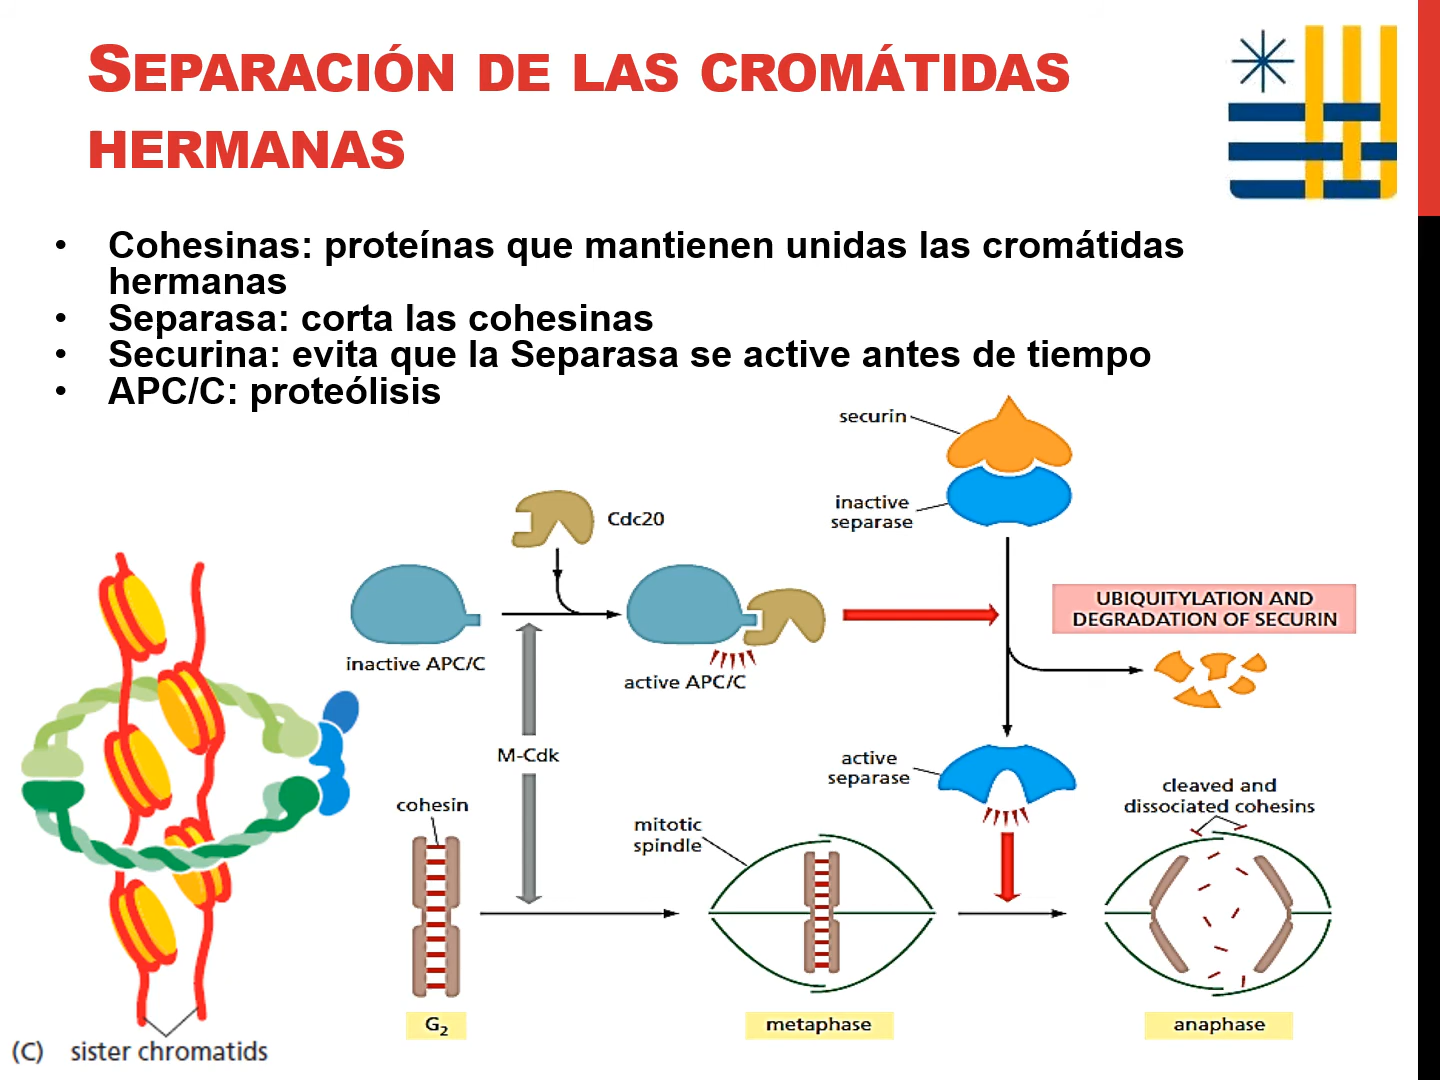 SEPARACIÓN DE LAS CROMÁTIDAS
HERMANAS
• Cohesinas: proteínas que mantienen unidas las cromátidas
hermanas
• Separasa: corta las cohesinas
• Securina: evita que la Separasa se active antes de tiempo
• APC/C: proteólisis
securin
inactive
separase
Cdc20
UBIQUITYLATION AND
DEGRADATION OF SECURIN
inactive APC/C
active APC/C
M-Cdk
active
separase
cleaved and
dissociated cohesins
cohesin
mitotic
spindle
G2
metaphase
anaphase
(C) sister chromatids